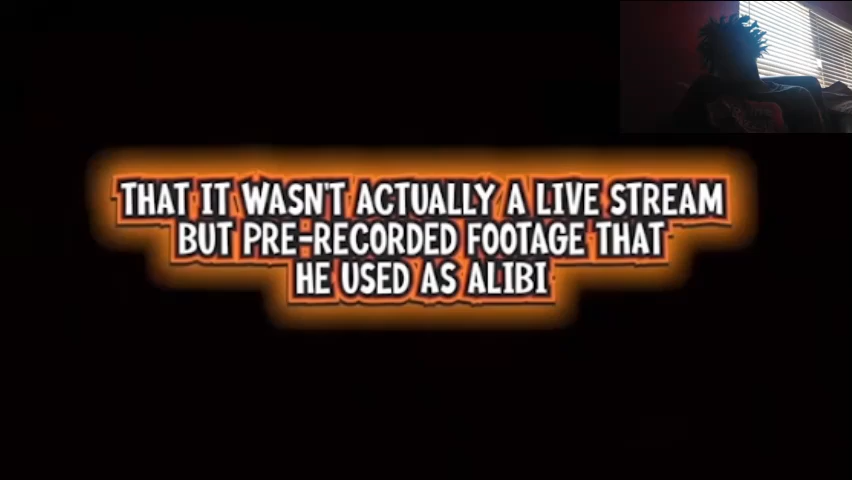 THAT IT WASN'T ACTUALLY A LIVE STREAM
BUT PRE-RECORDED FOOTAGE THAT
HE USED AS ALIBI